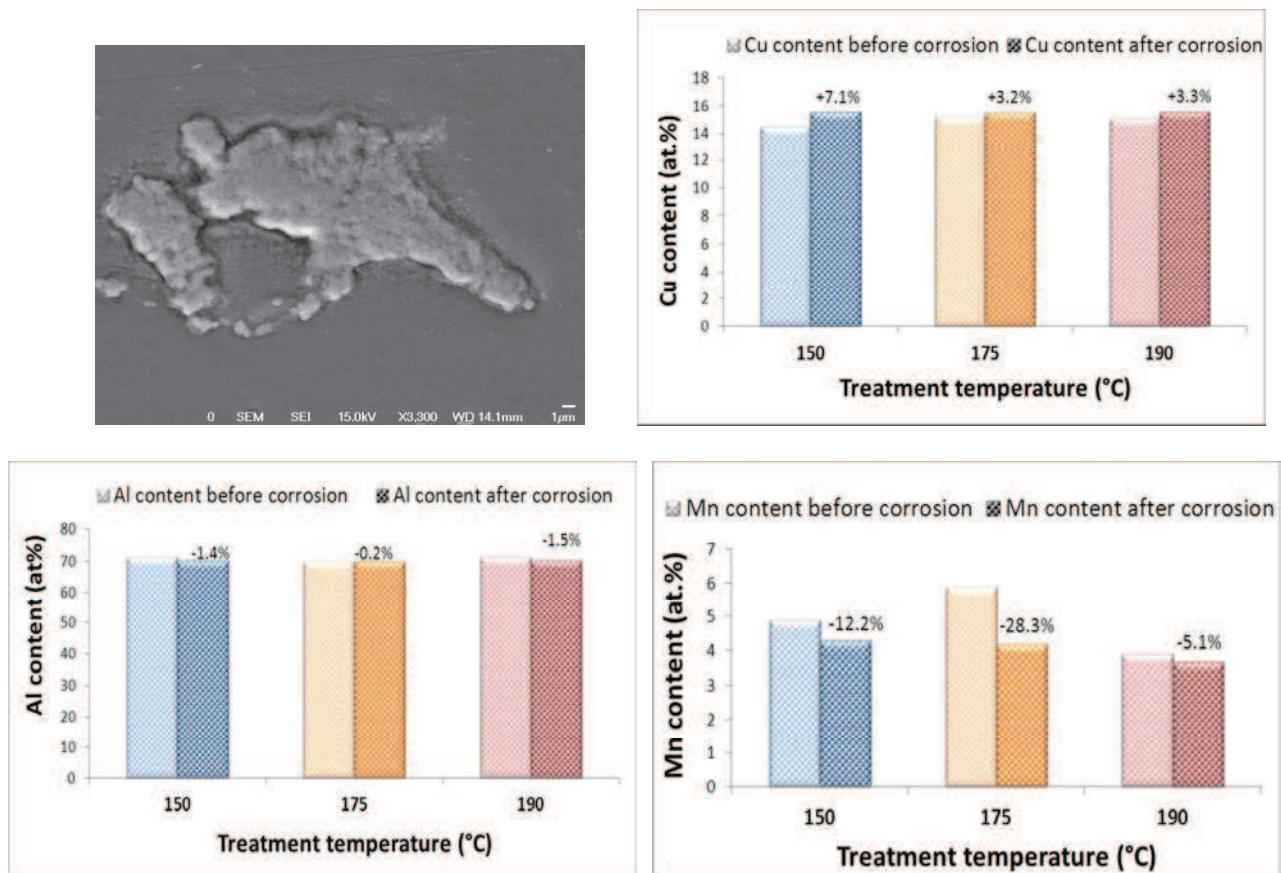 0 SEM SEI 15.0kV X3,300 WD 14.1mm 1µm
Cu content before corrosion Cu content after corrosion
18
16
14
12
10
8
6
4
2
0
+7.1%
+3.2%
+3.3%
Cu content (at.%)
150 175 190
Treatment temperature (°C)
Al content before corrosion Al content after corrosion
80
70
60
50
40
30
20
10
0
-1.4%
-0.2%
-1.5%
Al content (at%)
150 175 190
Treatment temperature (°C)
Mn content before corrosion Mn content after corrosion
7
6
5
4
3
2
1
0
-12.2%
-28.3%
-5.1%
Mn content (at.%)
150 175 190
Treatment temperature (°C)